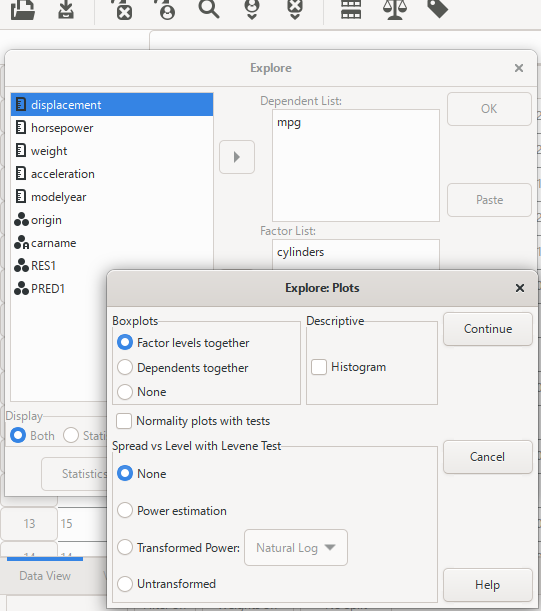 Explore
displacement
horsepower
weight
acceleration
modelyear
origin
carname
RES1
PRED1
Dependent List:
mpg
Factor List:
cylinders
OK
Paste
Display
Both
Stati
Statistics
Explore: Plots
Boxplots
Factor levels together
Dependents together
None
Descriptive
Histogram
Normality plots with tests
Spread vs Level with Levene Test
None
Power estimation
Transformed Power: Natural Log
Untransformed
Continue
Cancel
Help
13 15
14 14
Data View